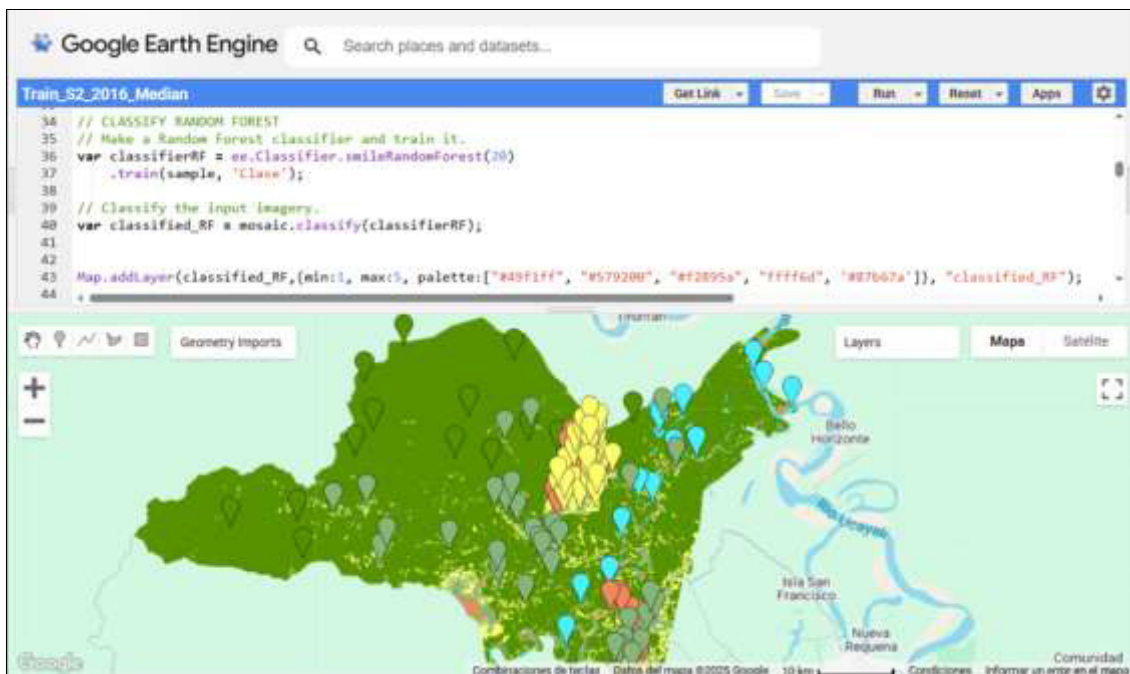 Google Earth Engine
Search places and datasets...
Train_S2_2016_Median
Get Link
Save
Run
Reset
Apps
34 // CLASSIFY RANDOM FOREST
35 // Make a Random Forest classifier and train it.
36 var classifierRF = ee.Classifier.smileRandomForest(20)
37 .train(sample, 'Clase');
38
39 // Classify the input imagery.
40 var classified_RF = mosaic.classify(classifierRF);
41
42
43 Map.addLayer(classified_RF,{min:1, max:5, palette:["#49f1ff", "#579200", "#f2895a", "ffff6d", '#87b67a']}, "classified_RF");
44
Geometry Imports
Layers
Mapa
Satélite
Bello
Horizonte
Río Ucayali
Isla San
Francisco
Nueva
Requena
Comunidad
Google
Combinaciones de teclas
Datos del mapa ©2025 Google
10 km
Condiciones
Informar un error en el mapa